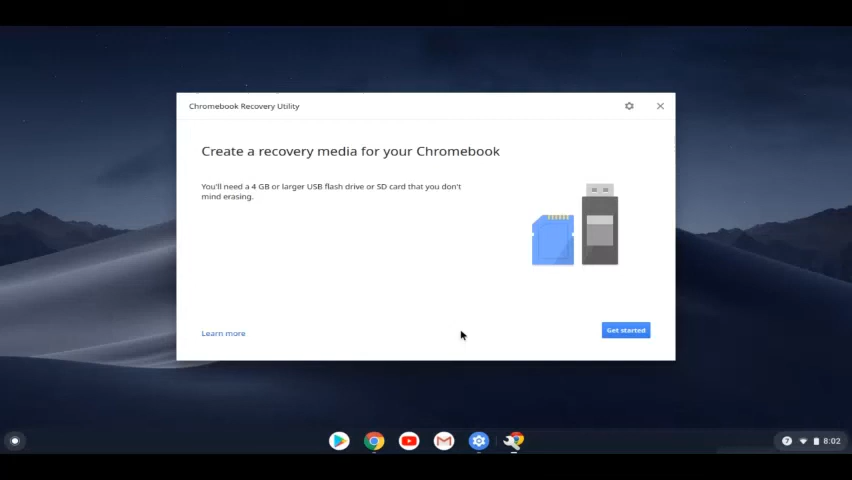 Chromebook Recovery Utility
Create a recovery media for your Chromebook
You'll need a 4 GB or larger USB flash drive or SD card that you don't
mind erasing.
Learn more
Get started
7
8:02